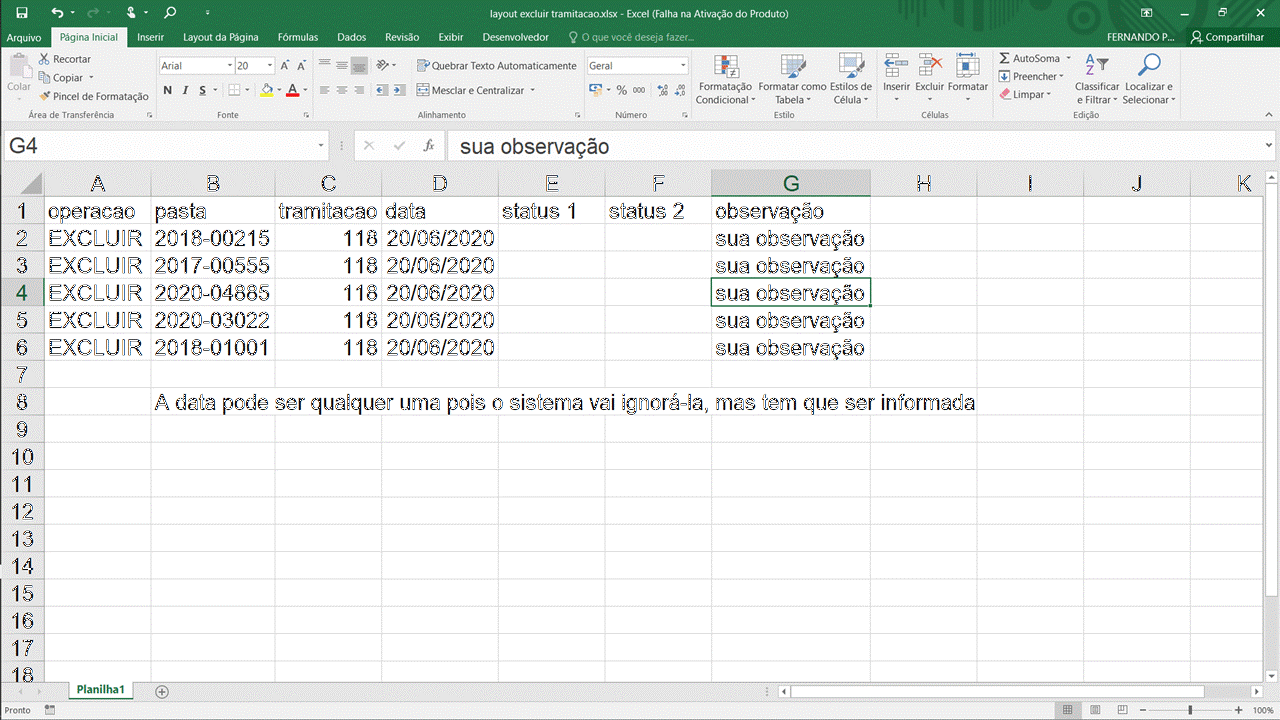 layout excluir tramitacao.xlsx - Excel (Falha na Ativação do Produto)
Arquivo Página Inicial Inserir Layout da Página Fórmulas Dados Revisão Exibir Desenvolvedor O que você deseja fazer... FERNANDO P... Compartilhar
Colar
Recortar
Copiar
Pincel de Formatação
Área de Transferência
Arial 20
N I S
Fonte
Quebrar Texto Automaticamente
Mesclar e Centralizar
Alinhamento
Geral
% 000
Número
Formatação Condicional
Formatar como Tabela
Estilos de Célula
Estilo
Inserir Excluir Formatar
Células
AutoSoma
Preencher
Limpar
Classificar e Filtrar
Localizar e Selecionar
Edição
G4 fx sua observação
A B C D E F G H I J K
1 operacao pasta tramitacao data status 1 status 2 observação
2 EXCLUIR 2018-00215 118 20/06/2020 sua observação
3 EXCLUIR 2017-00555 118 20/06/2020 sua observação
4 EXCLUIR 2020-04885 118 20/06/2020 sua observação
5 EXCLUIR 2020-03022 118 20/06/2020 sua observação
6 EXCLUIR 2018-01001 118 20/06/2020 sua observação
7
8 A data pode ser qualquer uma pois o sistema vai ignorá-la, mas tem que ser informada
9
10
11
12
13
14
15
16
17
18
Planilha1
Pronto 100%